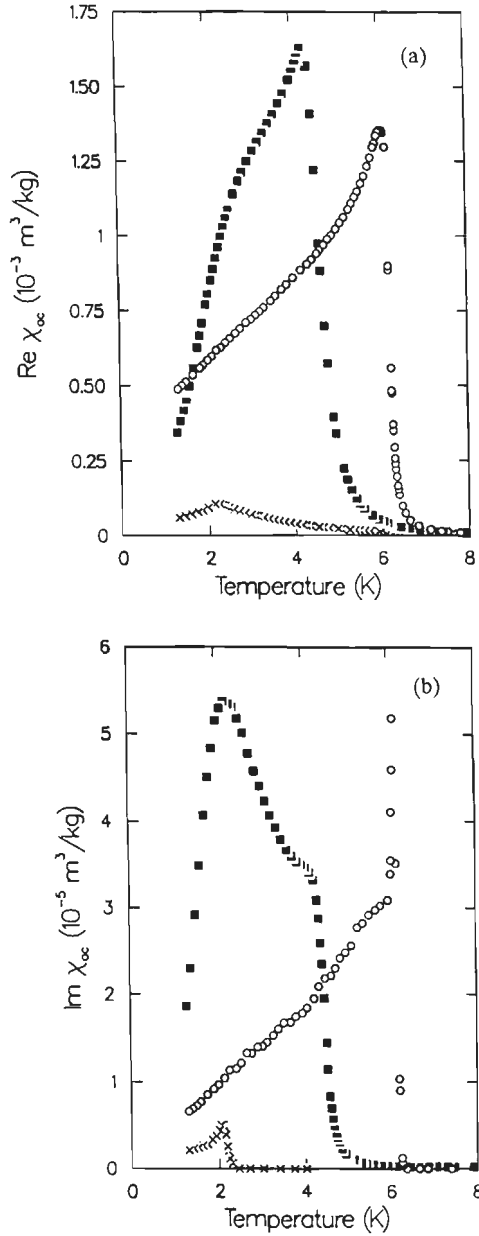 1.75
(a)
1.50
1.25
1
0.75
0.50
0.25
0
Re χac (10⁻³ m³/kg)
0 2 4 6 8
Temperature (K)
6
(b)
5
4
3
2
1
0
Im χac (10⁻⁵ m³/kg)
0 2 4 6 8
Temperature (K)